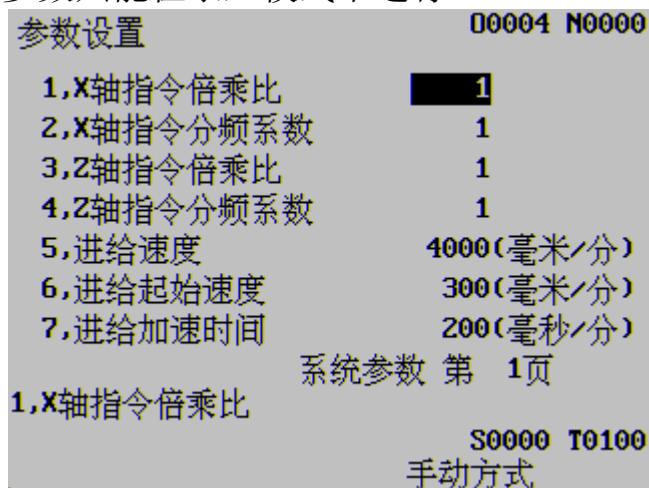 参数设置 O0004 N0000
1,X轴指令倍乘比 1
2,X轴指令分频系数 1
3,Z轴指令倍乘比 1
4,Z轴指令分频系数 1
5,进给速度 4000(毫米/分)
6,进给起始速度 300(毫米/分)
7,进给加速时间 200(毫秒/分)
系统参数 第 1页
1,X轴指令倍乘比
S0000 T0100
手动方式